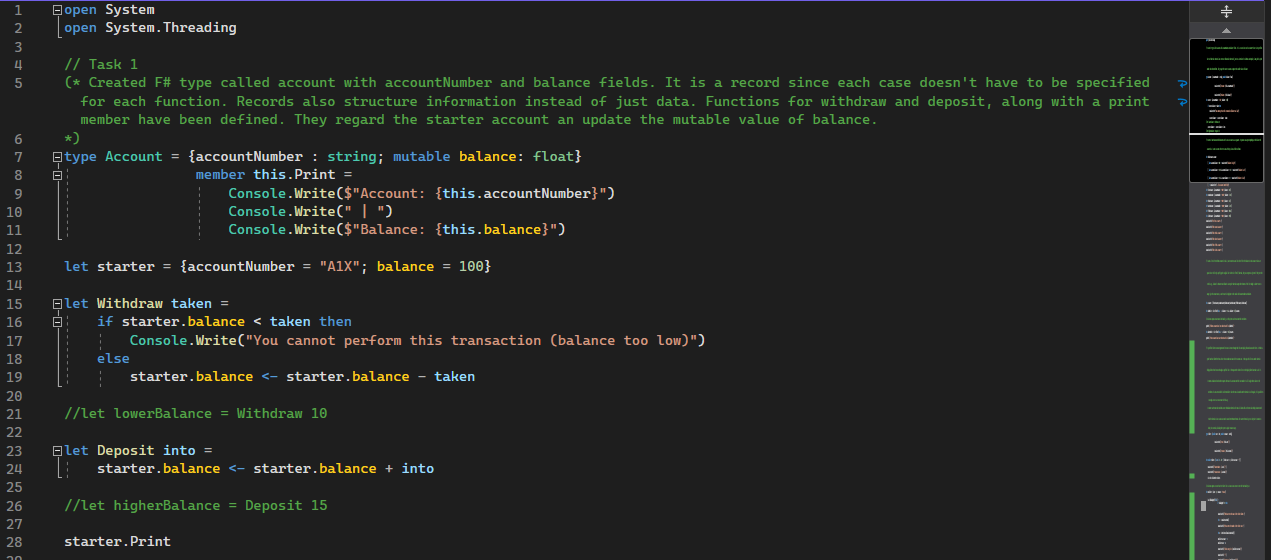 1 open System
2 open System.Threading
3
4 // Task 1
5 (* Created F# type called account with accountNumber and balance fields. It is a record since each case doesn't have to be specified
for each function. Records also structure information instead of just data. Functions for withdraw and deposit, along with a print
member have been defined. They regard the starter account an update the mutable value of balance.
6 *)
7 type Account = {accountNumber : string; mutable balance: float}
8 member this.Print =
9 Console.Write($"Account: {this.accountNumber}")
10 Console.Write(" | ")
11 Console.Write($"Balance: {this.balance}")
12
13 let starter = {accountNumber = "A1X"; balance = 100}
14
15 let Withdraw taken =
16 if starter.balance < taken then
17 Console.Write("You cannot perform this transaction (balance too low)")
18 else
19 starter.balance <- starter.balance - taken
20
21 //let lowerBalance = Withdraw 10
22
23 let Deposit into =
24 starter.balance <- starter.balance + into
25
26 //let higherBalance = Deposit 15
27
28 starter.Print